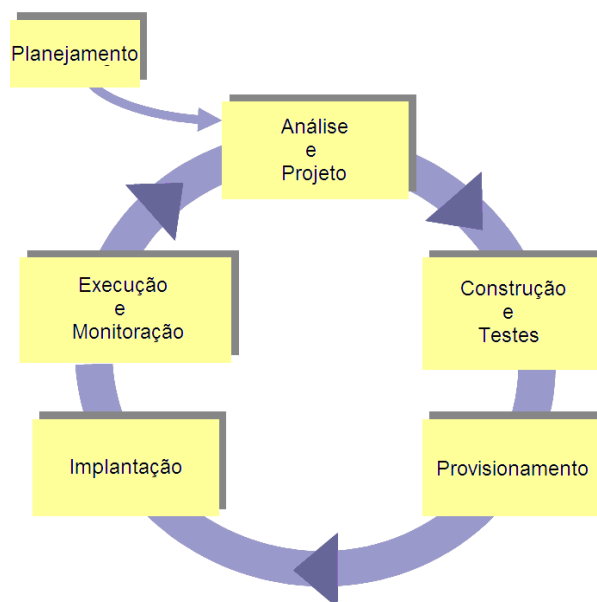 Planejamento
Análise
e
Projeto
Construção
e
Testes
Provisionamento
Implantação
Execução
e
Monitoração